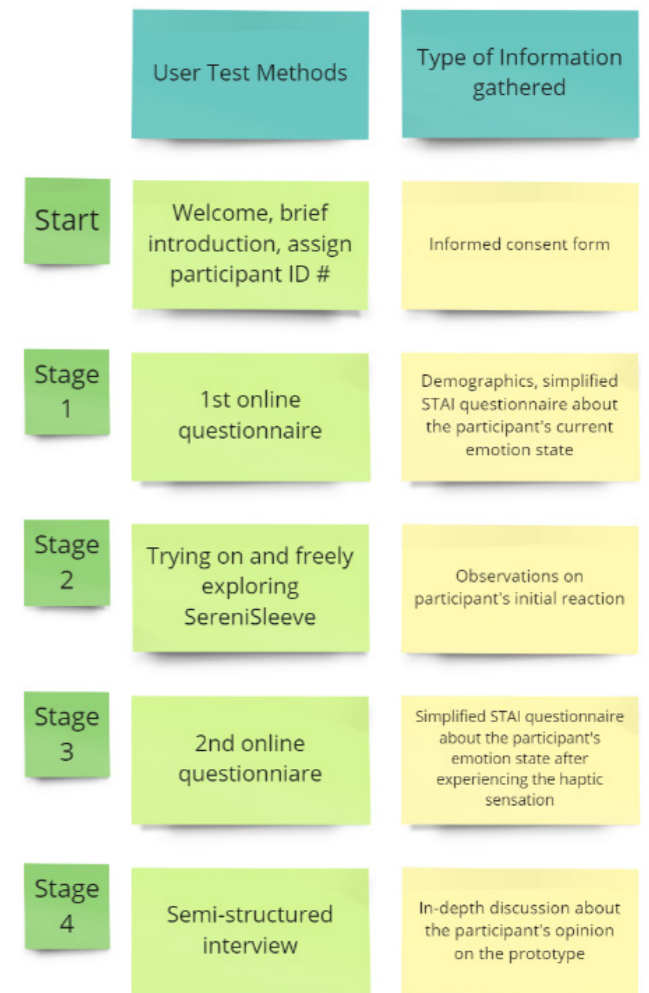 User Test Methods
Type of Information
gathered
Start
Welcome, brief
introduction, assign
participant ID #
Informed consent form
Stage
1
1st online
questionnaire
Demographics, simplified
STAI questionnaire about
the participant's current
emotion state
Stage
2
Trying on and freely
exploring
SereniSleeve
Observations on
participant's initial reaction
Stage
3
2nd online
questionniare
Simplified STAI questionnaire
about the participant's
emotion state after
experiencing the haptic
sensation
Stage
4
Semi-structured
interview
In-depth discussion about
the participant's opinion
on the prototype